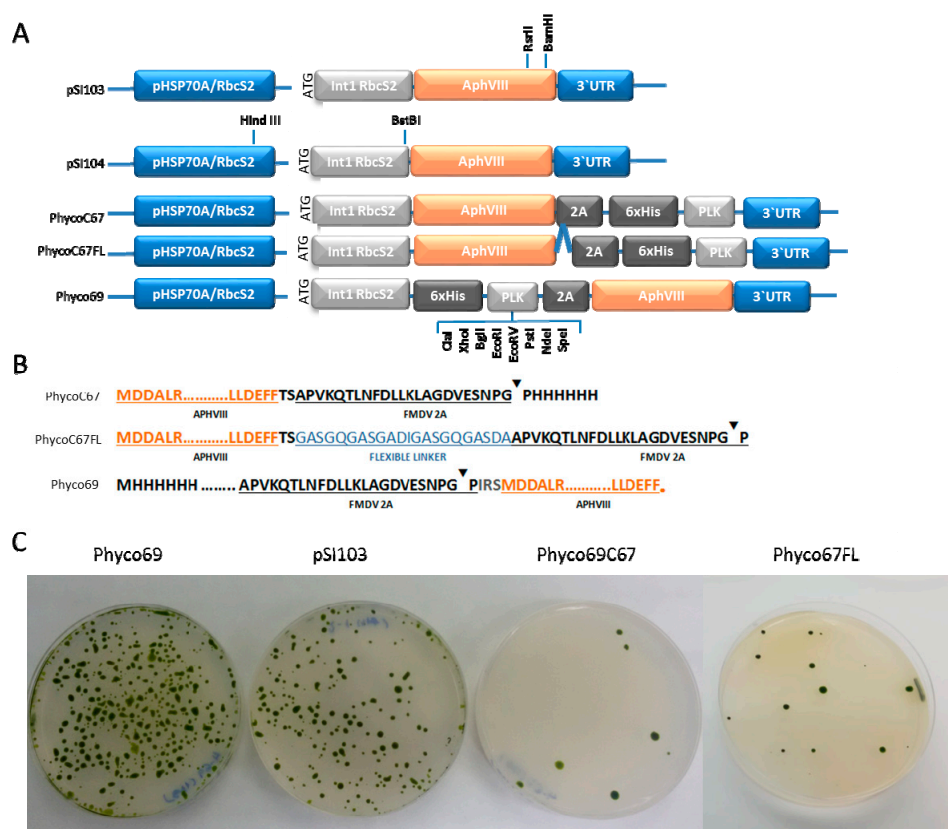 A
RsrII
BamHI
pSI103
pHSP70A/RbcS2
ATG
Int1 RbcS2
AphVIII
3`UTR
HInd III
BstBI
pSI104
pHSP70A/RbcS2
ATG
Int1 RbcS2
AphVIII
3`UTR
PhycoC67
pHSP70A/RbcS2
ATG
Int1 RbcS2
AphVIII
2A
6xHis
PLK
3`UTR
PhycoC67FL
pHSP70A/RbcS2
ATG
Int1 RbcS2
AphVIII
2A
6xHis
PLK
3`UTR
Phyco69
pHSP70A/RbcS2
ATG
Int1 RbcS2
6xHis
PLK
2A
AphVIII
3`UTR
ClaI
XhoI
BglI
EcoRI
EcoRV
PstI
NdeI
SpeI
B
PhycoC67
MDDALR...........LLDEFFTSAPVKQTLNFDLLKLAGDVESNPG▼PHHHHHH
APHVIII
FMDV 2A
PhycoC67FL
MDDALR...........LLDEFFTSGASGQGASGADIGASGQGASDAAPVKQTLNFDLLKLAGDVESNPG▼P
APHVIII
FLEXIBLE LINKER
FMDV 2A
Phyco69
MHHHHHH ........APVKQTLNFDLLKLAGDVESNPG▼PIRSMDDALR...........LLDEFF.
FMDV 2A
APHVIII
C
Phyco69
pSI103
Phyco69C67
Phyco67FL